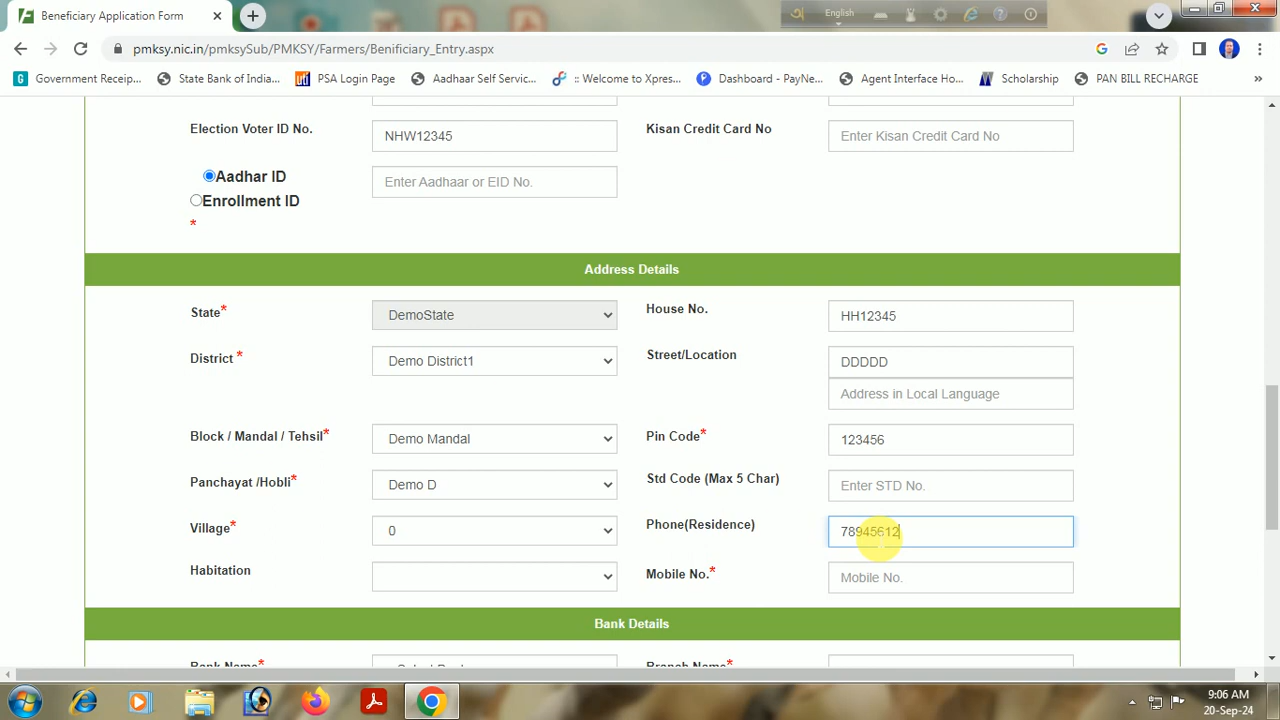 Beneficiary Application Form
English
pmksy.nic.in/pmksySub/PMKSY/Farmers/Benificiary_Entry.aspx
Government Receip...
State Bank of India...
PSA Login Page
Aadhaar Self Servic...
:: Welcome to Xpres...
Dashboard - PayNe...
Agent Interface Ho...
Scholarship
PAN BILL RECHARGE
»
Election Voter ID No.
NHW12345
Kisan Credit Card No
Enter Kisan Credit Card No
Aadhar ID
Enter Aadhaar or EID No.
Enrollment ID
*
Address Details
State*
DemoState
House No.
HH12345
District *
Demo District1
Street/Location
DDDDD
Address in Local Language
Block / Mandal / Tehsil*
Demo Mandal
Pin Code*
123456
Panchayat /Hobli*
Demo D
Std Code (Max 5 Char)
Enter STD No.
Village*
0
Phone(Residence)
78945612
Habitation
Mobile No.*
Mobile No.
Bank Details
Bank Name*
Branch Name*
9:06 AM
20-Sep-24